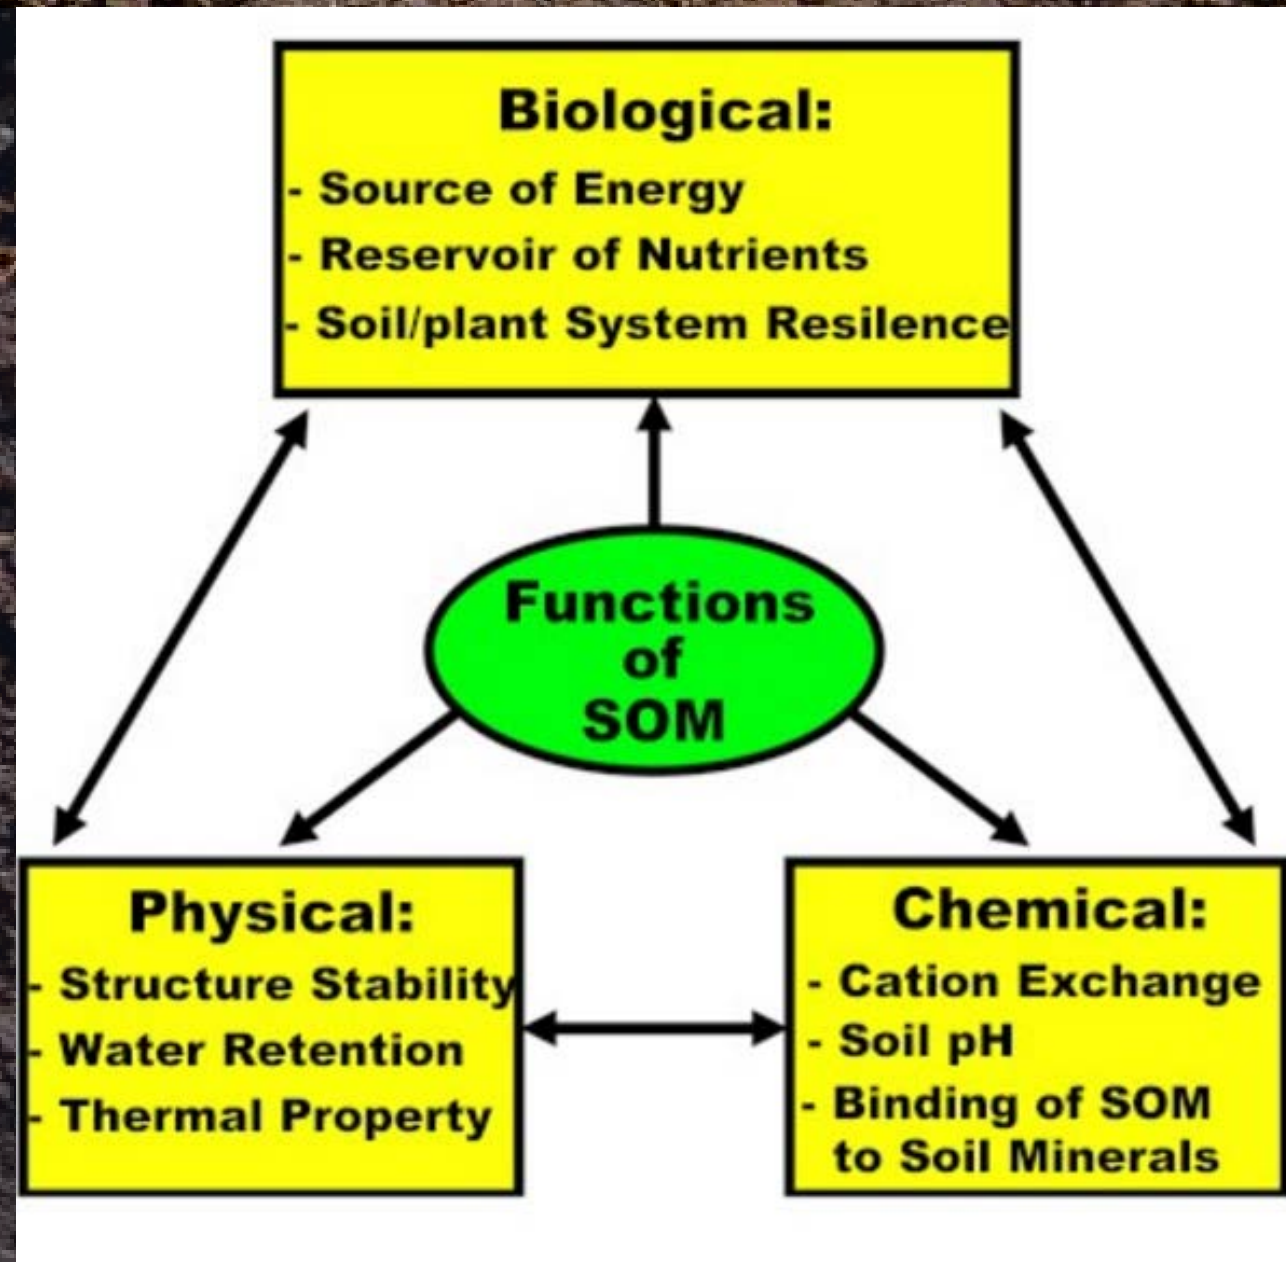 Biological:
- Source of Energy
- Reservoir of Nutrients
- Soil/plant System Resilence
Functions
of
SOM
Physical:
- Structure Stability
- Water Retention
- Thermal Property
Chemical:
- Cation Exchange
- Soil pH
- Binding of SOM
to Soil Minerals